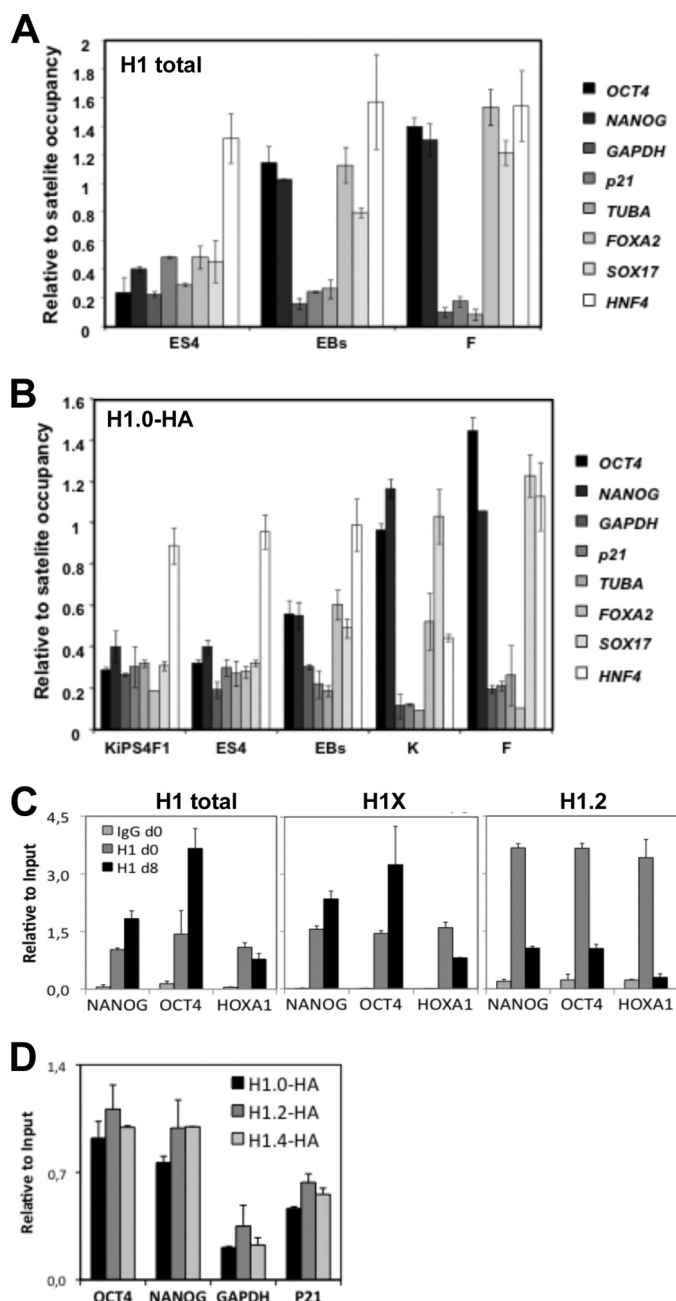 A
H1 total
Relative to satelite occupancy
2
1.8
1.6
1.4
1.2
1
0.8
0.6
0.4
0.2
0
ES4 EBs F
OCT4
NANOG
GAPDH
p21
TUBA
FOXA2
SOX17
HNF4
B
H1.0-HA
Relative to satelite occupancy
1.6
1.4
1.2
1
0.8
0.6
0.4
0.2
0
KiPS4F1 ES4 EBs K F
OCT4
NANOG
GAPDH
p21
TUBA
FOXA2
SOX17
HNF4
C
H1 total H1X H1.2
Relative to Input
4,5
3,0
1,5
0,0
IgG d0
H1 d0
H1 d8
NANOG OCT4 HOXA1 NANOG OCT4 HOXA1 NANOG OCT4 HOXA1
D
Relative to Input
1,4
0,7
0,0
H1.0-HA
H1.2-HA
H1.4-HA
OCT4 NANOG GAPDH P21